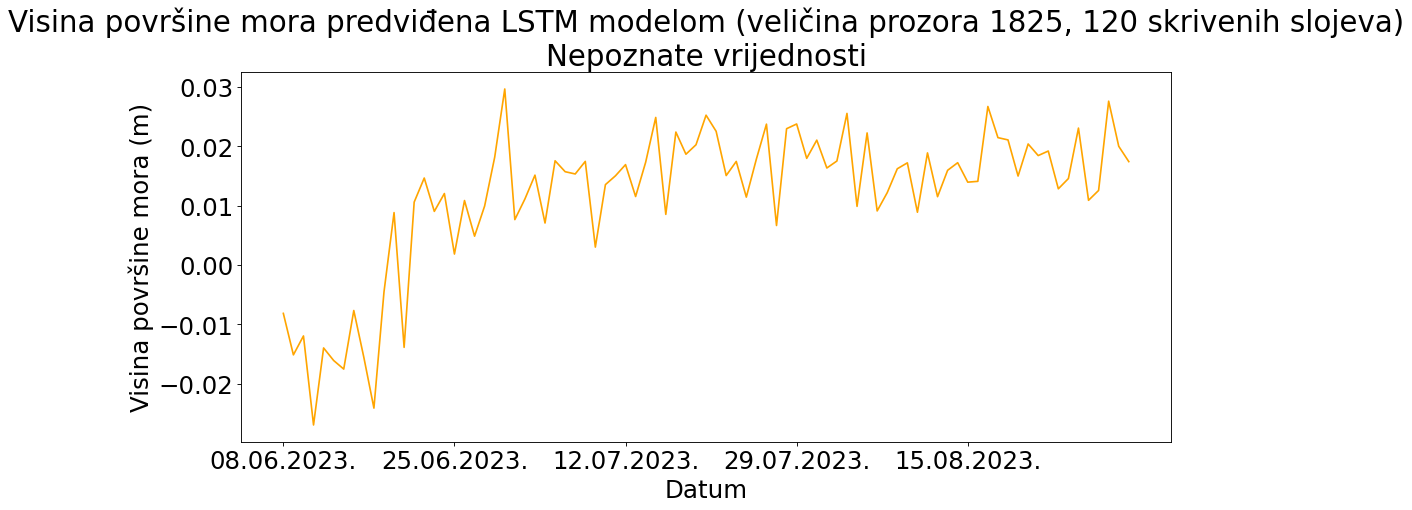 Visina površine mora predviđena LSTM modelom (veličina prozora 1825, 120 skrivenih slojeva)
Nepoznate vrijednosti
Visina površine mora (m)
0.03
0.02
0.01
0.00
−0.01
−0.02
08.06.2023. 25.06.2023. 12.07.2023. 29.07.2023. 15.08.2023.
Datum